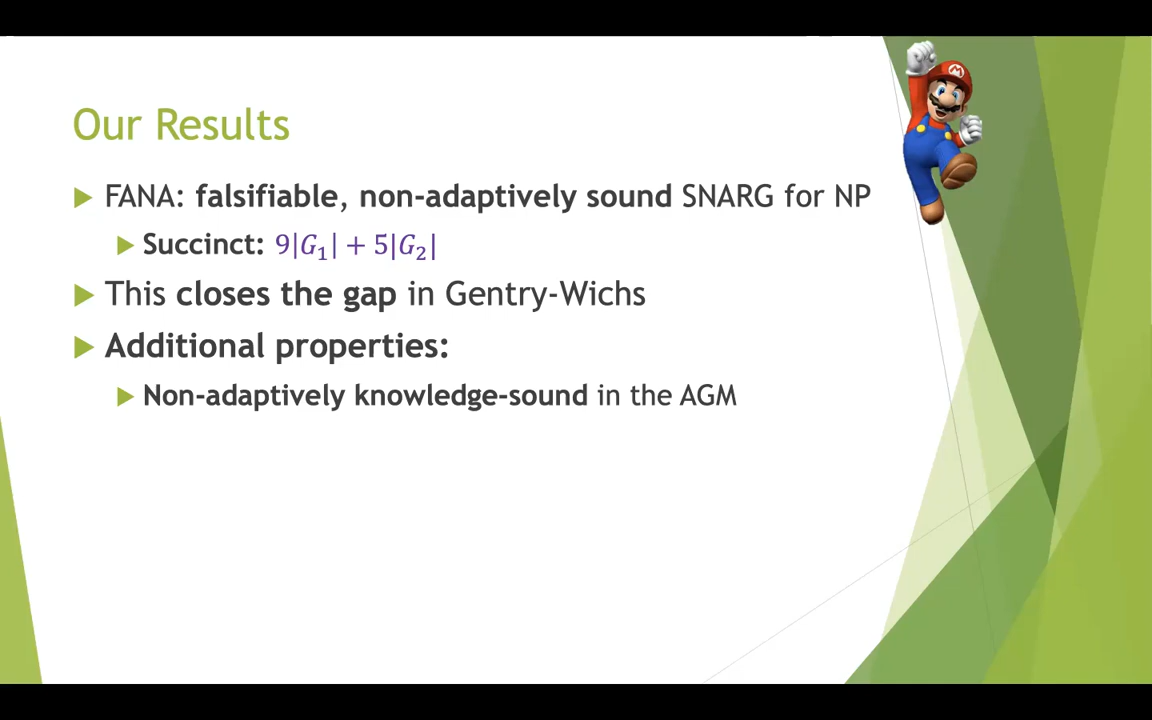 Our Results
FANA: falsifiable, non-adaptively sound SNARG for NP
Succinct: 9|G₁| + 5|G₂|
This closes the gap in Gentry-Wichs
Additional properties:
Non-adaptively knowledge-sound in the AGM
M